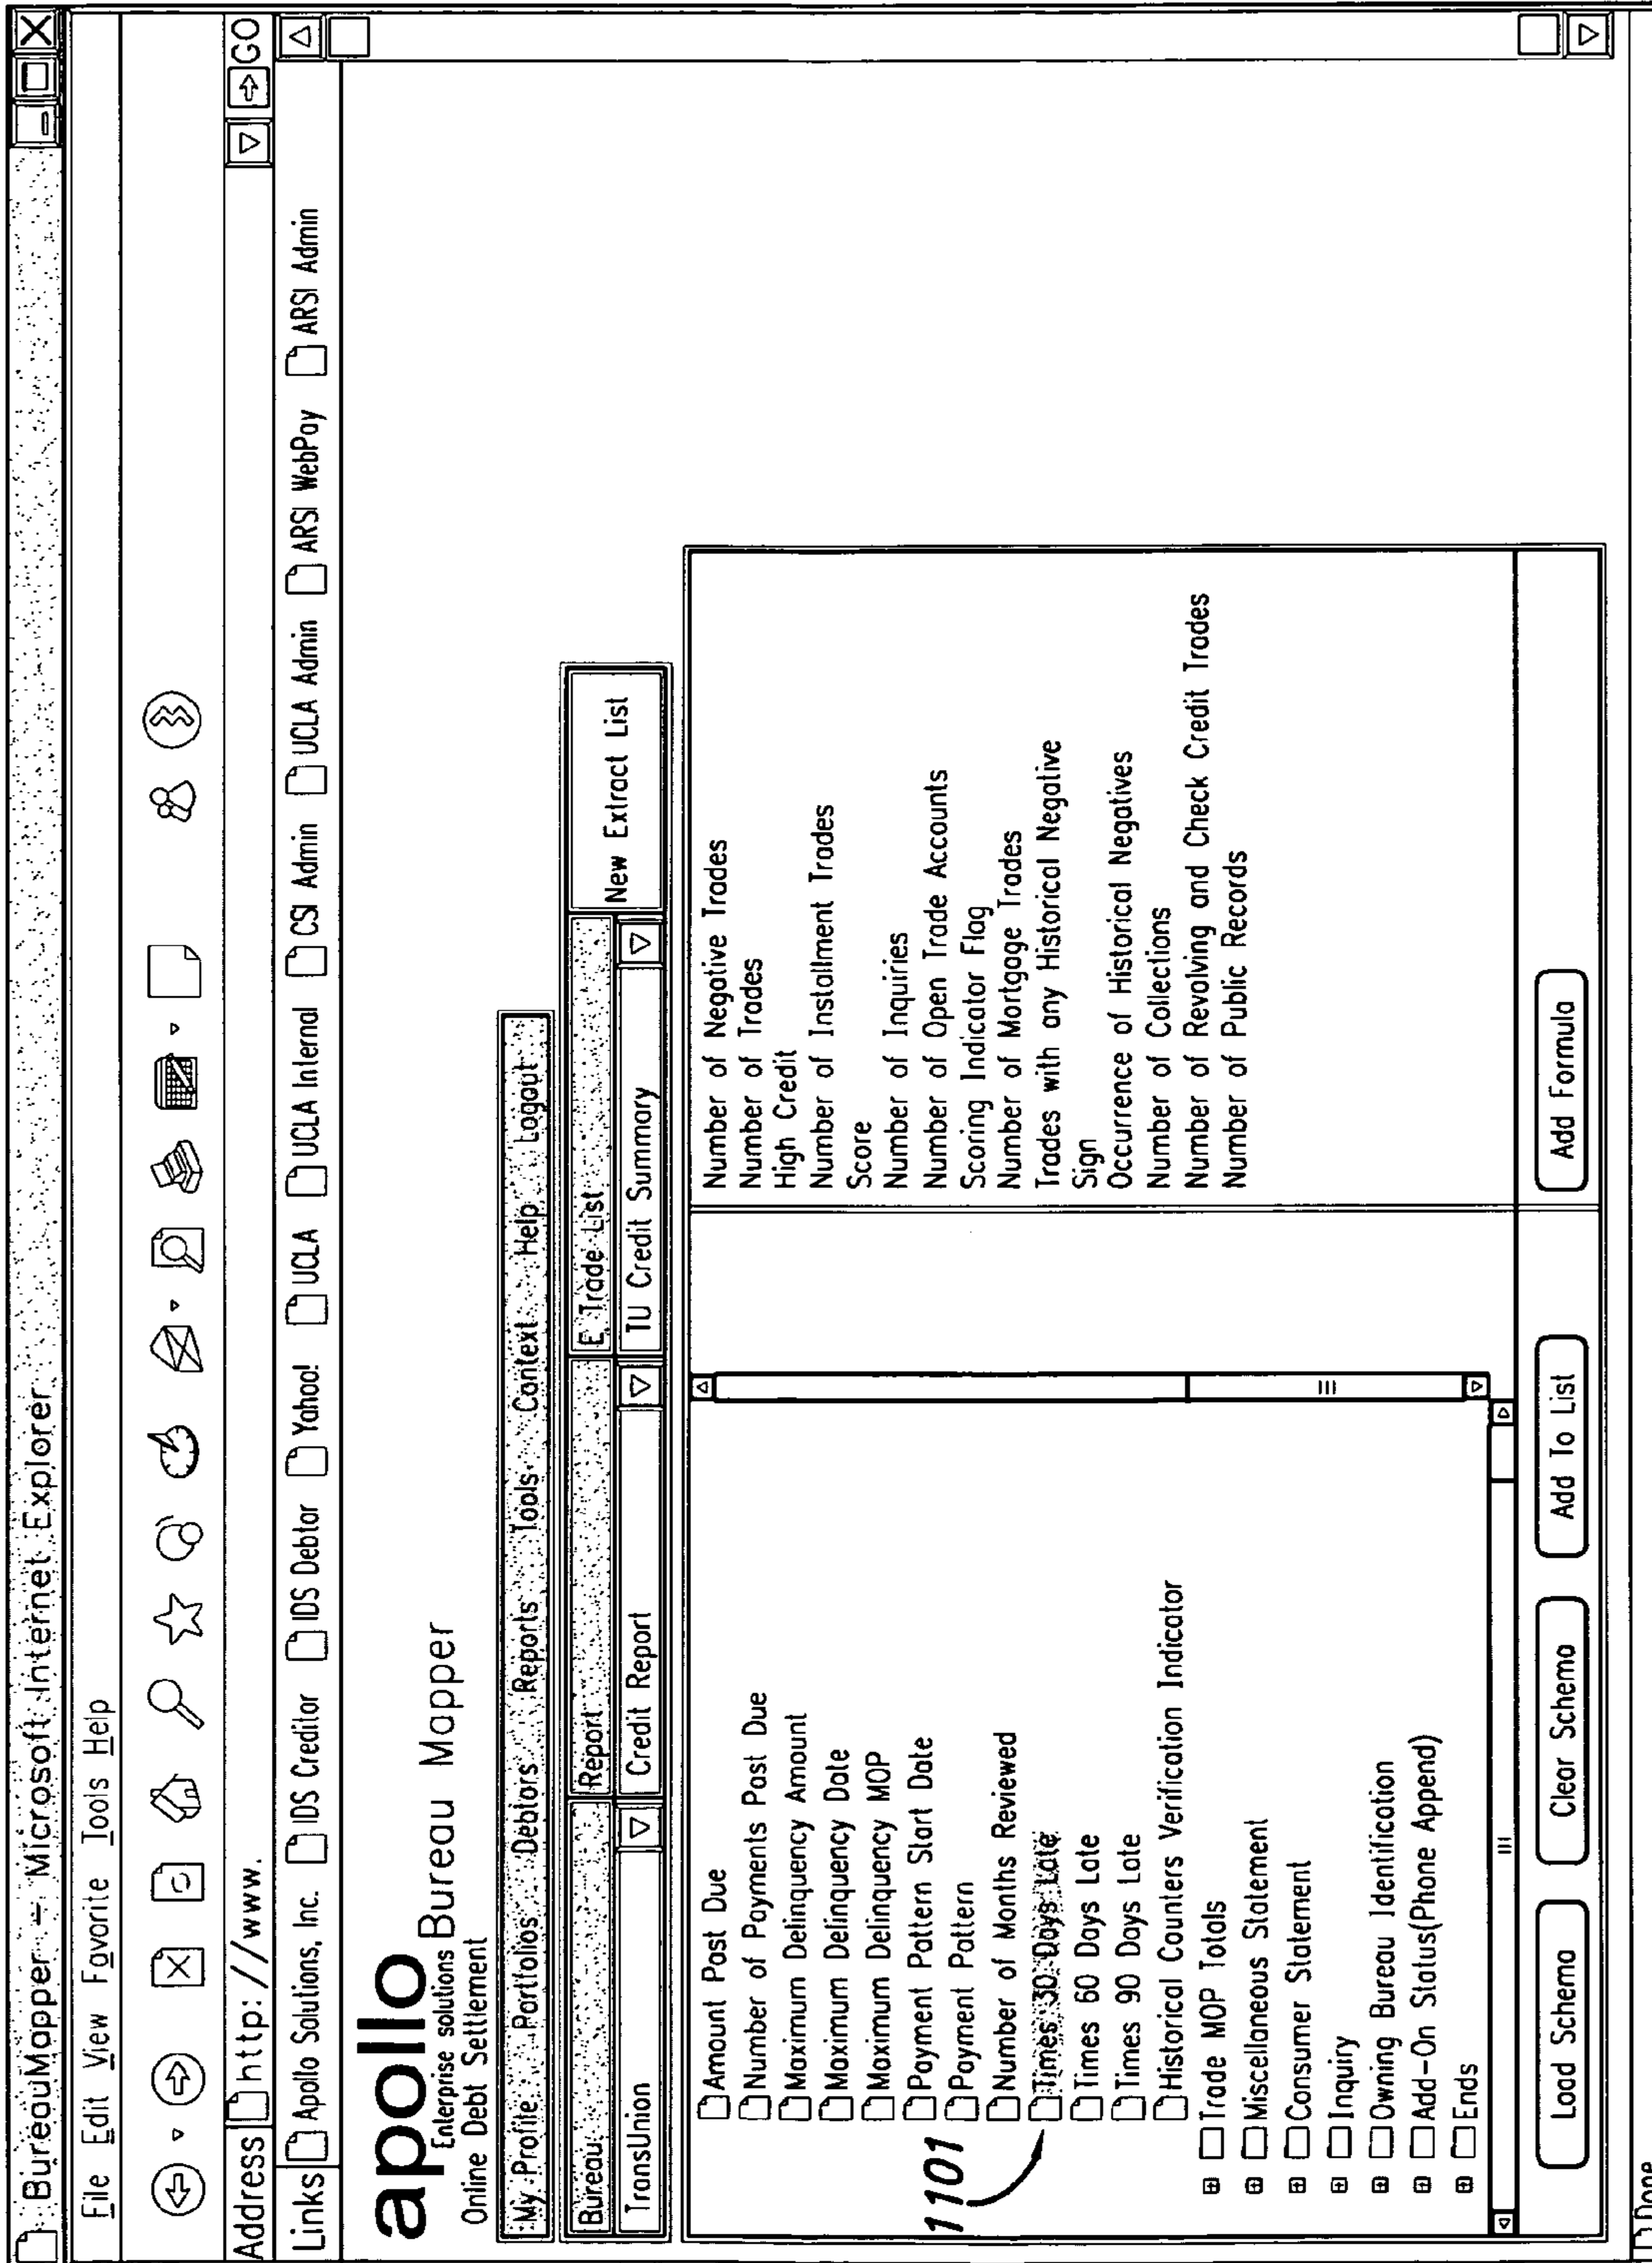 BureauMapper - Microsoft Internet Explorer
File Edit View Favorite Tools Help
Address http://www. GO
Links Apollo Solutions, Inc. IDS Creditor IDS Debtor Yahoo! UCLA UCLA Internal CSI Admin UCLA Admin ARSI WebPay ARSI Admin
apollo
Enterprise solutions
Online Debt Settlement
Bureau Mapper
My Profile Portfolios Debtors Reports Tools Context Help Logout
Bureau Report E Trade List
TransUnion Credit Report TU Credit Summary New Extract List
Amount Past Due
Number of Payments Past Due
Maximum Delinquency Amount
Maximum Delinquency Date
Maximum Delinquency MOP
Payment Pattern Start Date
Payment Pattern
Number of Months Reviewed
1101
Times 30 Days Late
Times 60 Days Late
Times 90 Days Late
Historical Counters Verification Indicator
Trade MOP Totals
Miscellaneous Statement
Consumer Statement
Inquiry
Owning Bureau Identification
Add-On Status(Phone Append)
Ends
Number of Negative Trades
Number of Trades
High Credit
Number of Installment Trades
Score
Number of Inquiries
Number of Open Trade Accounts
Scoring Indicator Flag
Number of Mortgage Trades
Trades with any Historical Negative
Sign
Occurrence of Historical Negatives
Number of Collections
Number of Revolving and Check Credit Trades
Number of Public Records
Load Schema Clear Schema Add To List Add Formula
Done